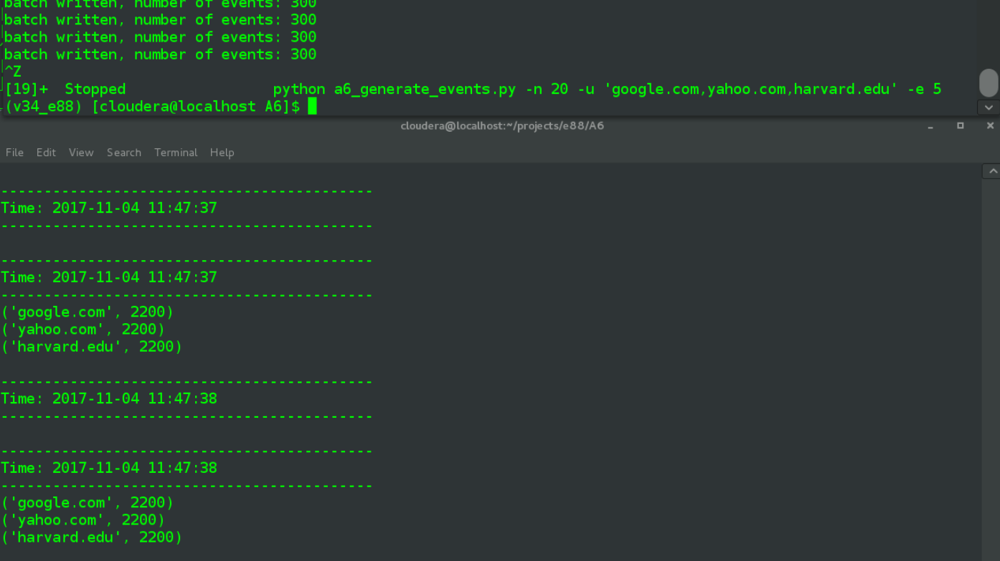 batch written, number of events: 300
batch written, number of events: 300
batch written, number of events: 300
batch written, number of events: 300
^Z
[19]+  Stopped                 python a6_generate_events.py -n 20 -u 'google.com,yahoo.com,harvard.edu' -e 5
(v34_e88) [cloudera@localhost A6]$
cloudera@localhost:~/projects/e88/A6
File Edit View Search Terminal Help
-------------------------------------------
Time: 2017-11-04 11:47:37
-------------------------------------------
-------------------------------------------
Time: 2017-11-04 11:47:37
-------------------------------------------
('google.com', 2200)
('yahoo.com', 2200)
('harvard.edu', 2200)
-------------------------------------------
Time: 2017-11-04 11:47:38
-------------------------------------------
-------------------------------------------
Time: 2017-11-04 11:47:38
-------------------------------------------
('google.com', 2200)
('yahoo.com', 2200)
('harvard.edu', 2200)